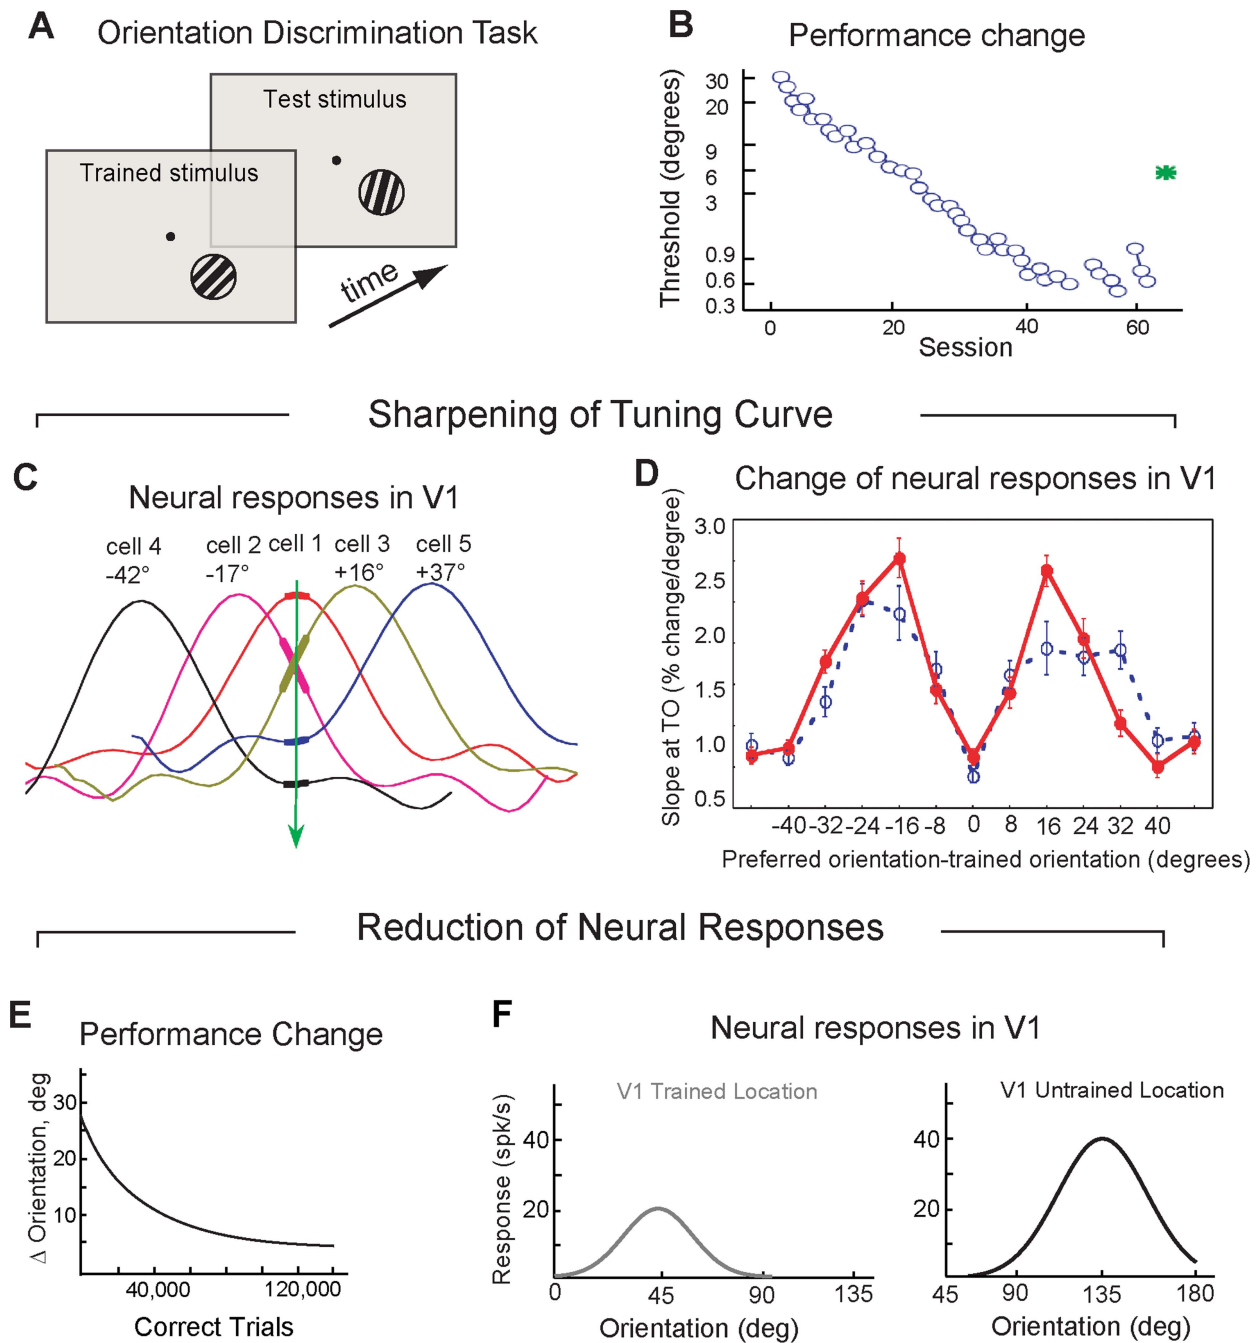 A
Orientation Discrimination Task
Test stimulus
Trained stimulus
time
B
Performance change
Threshold (degrees)
30
20
9
6
3
0.9
0.6
0.3
0
20
40
60
Session
Sharpening of Tuning Curve
C
Neural responses in V1
cell 4
-42°
cell 2
-17°
cell 1
cell 3
+16°
cell 5
+37°
D
Change of neural responses in V1
Slope at TO (% change/degree)
3.0
2.5
2.0
1.5
1.0
0.5
-40 -32 -24 -16 -8 0 8 16 24 32 40
Preferred orientation-trained orientation (degrees)
Reduction of Neural Responses
E
Performance Change
Δ Orientation, deg
30
20
10
40,000
120,000
Correct Trials
F
Neural responses in V1
V1 Trained Location
Response (spk/s)
40
20
0
45
90
135
Orientation (deg)
V1 Untrained Location
40
20
45
90
135
180
Orientation (deg)